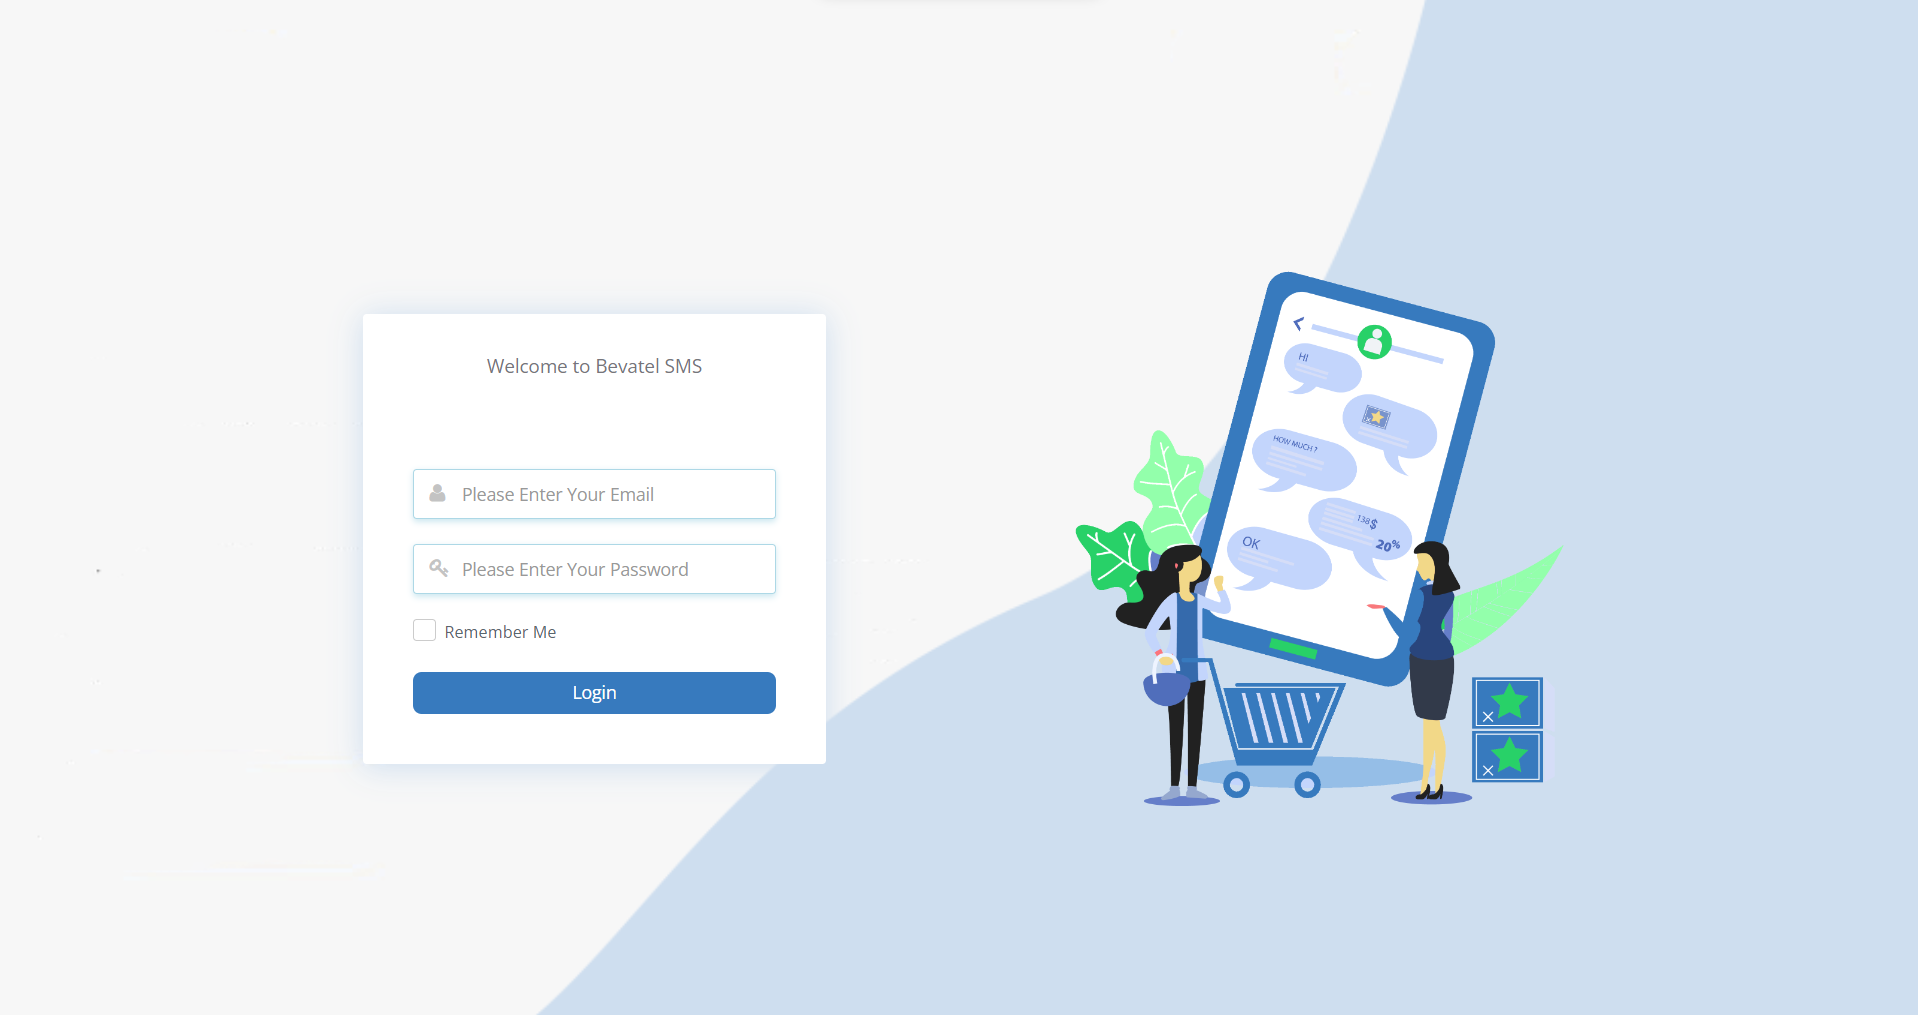 Welcome to Bevatel SMS
Please Enter Your Email
Please Enter Your Password
Remember Me
Login
HI
HOW MUCH ?
138$
20%
OK